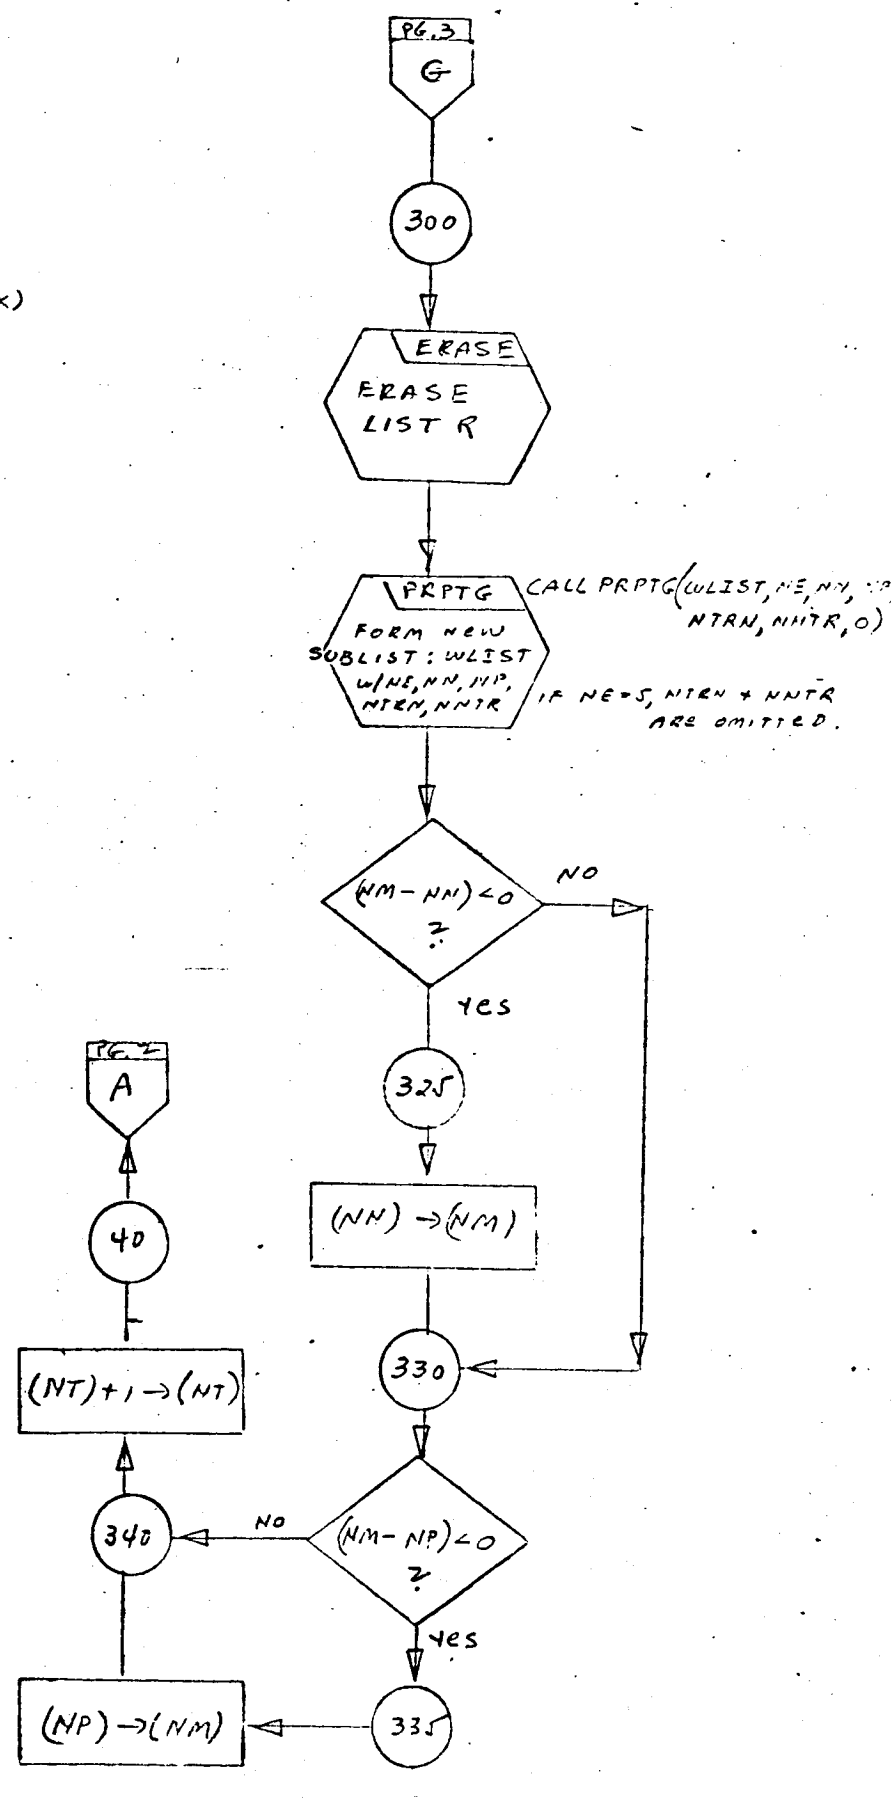 PG.3
G
300
ERASE
ERASE
LIST R
PRPTG
FORM NEW
SUBLIST: WLIST
W/NE, NN, NP,
NTRN, NNTR
CALL PRPTG(WLIST, NE, NN, NP,
NTRN, NNTR, 0)
IF NE=5, NTRN + NNTR
ARE OMITTED.
(NM-NN)<0
?
NO
Yes
325
(NN)→(NM)
330
(NM-NP)<0
?
NO
Yes
335
(NP)→(NM)
340
(NT)+1→(NT)
40
PG. 2
A